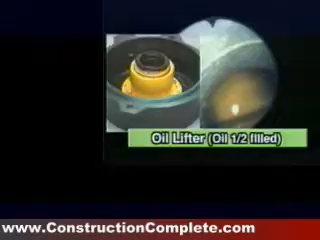 Oil Lifter (Oil 1/2 filled)
www.ConstructionComplete.com